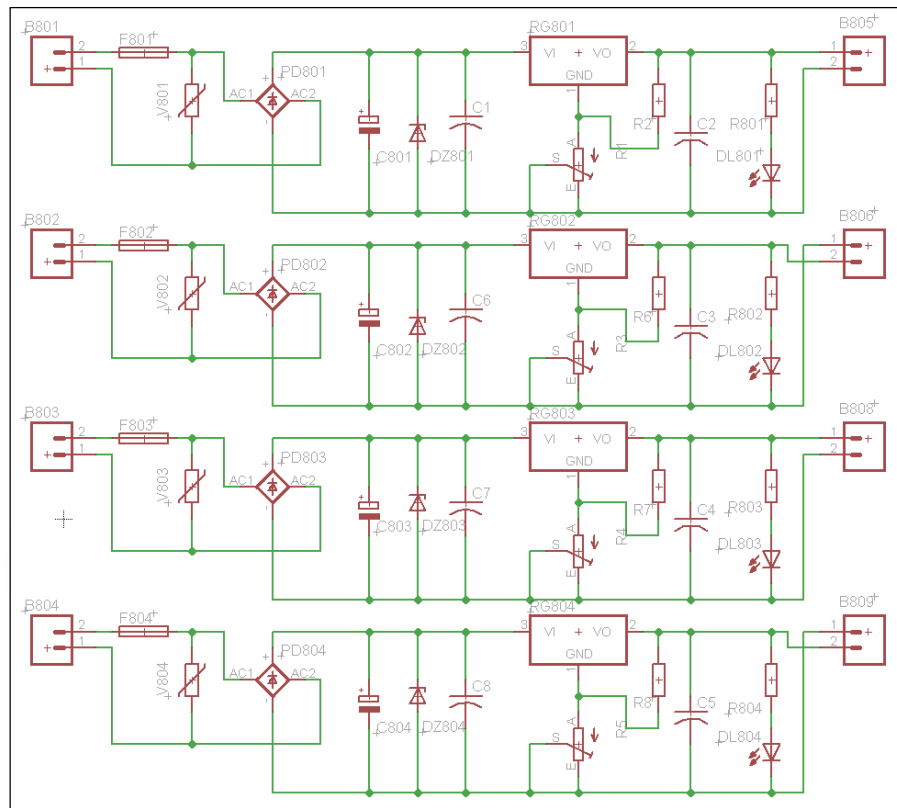 B801 F801 RG801 B805
2 PD801 3 VI + VO 2 1 +
+ 1 V801 AC1 AC2 + - GND 1 2
C1 R2 C2 R801
C801 DZ801 S A E R1 DL801
B802 F802 RG802 B806
2 PD802 3 VI + VO 2 1 +
+ 1 V802 AC1 AC2 + - GND 1 2
C6 R6 C3 R802
C802 DZ802 S A E R3 DL802
B803 F803 RG803 B808
2 PD803 3 VI + VO 2 1 +
+ 1 V803 AC1 AC2 + - GND 1 2
C7 R7 C4 R803
C803 DZ803 S A E R4 DL803
B804 F804 RG804 B809
2 PD804 3 VI + VO 2 1 +
+ 1 V804 AC1 AC2 + - GND 1 2
C8 R8 C5 R804
C804 DZ804 S A E R5 DL804